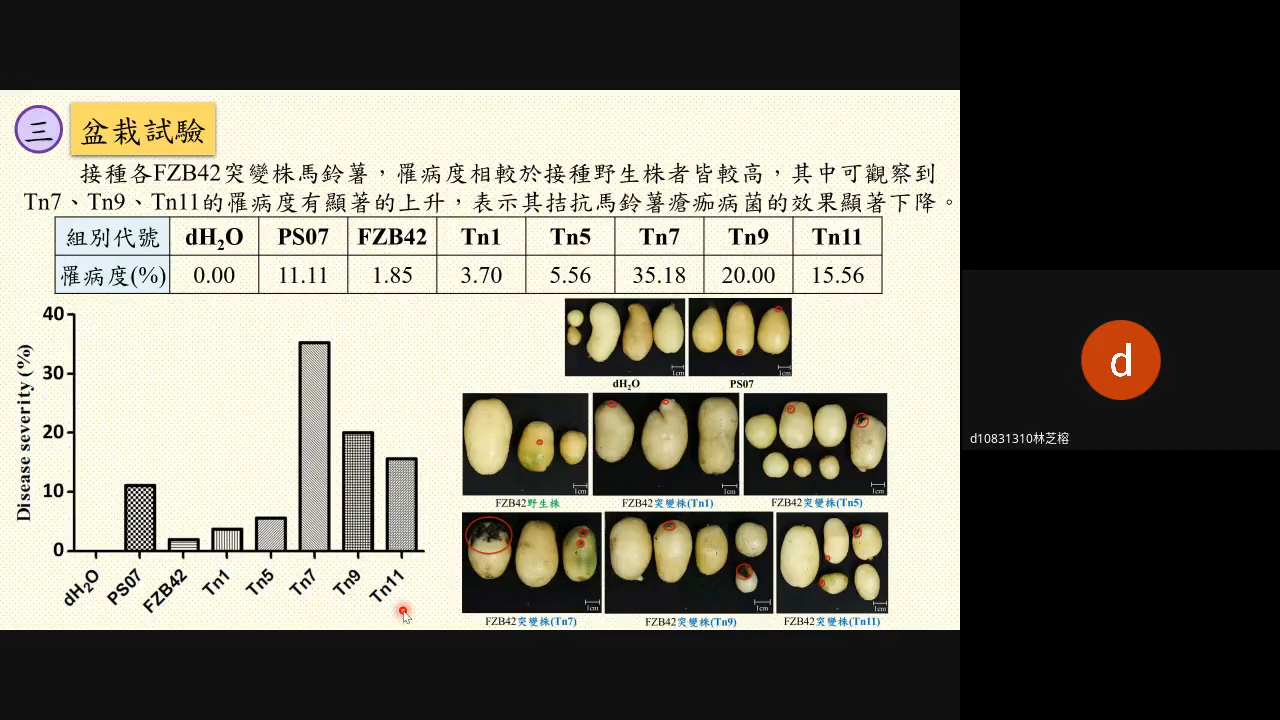 三
盆栽試驗
接種各FZB42突變株馬鈴薯，罹病度相較於接種野生株者皆較高，其中可觀察到
Tn7、Tn9、Tn11的罹病度有顯著的上升，表示其拮抗馬鈴薯瘡痂病菌的效果顯著下降。
組別代號 dH₂O PS07 FZB42 Tn1 Tn5 Tn7 Tn9 Tn11
罹病度(%) 0.00 11.11 1.85 3.70 5.56 35.18 20.00 15.56
Disease severity (%)
40
30
20
10
0
dH₂O PS07 FZB42 Tn1 Tn5 Tn7 Tn9 Tn11
1cm 1cm
dH₂O PS07
1cm 1cm 1cm
FZB42野生株 FZB42突變株(Tn1) FZB42突變株(Tn5)
1cm 1cm 1cm
FZB42突變株(Tn7) FZB42突變株(Tn9) FZB42突變株(Tn11)
d
d10831310林芝榕